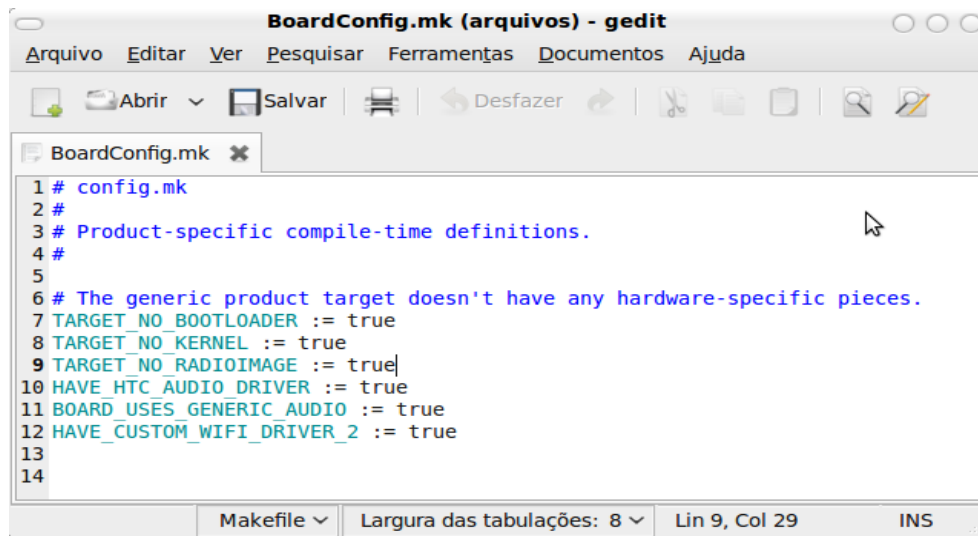 BoardConfig.mk (arquivos) - gedit
Arquivo Editar Ver Pesquisar Ferramentas Documentos Ajuda
Abrir Salvar Desfazer
BoardConfig.mk
1 # config.mk
2 #
3 # Product-specific compile-time definitions.
4 #
5
6 # The generic product target doesn't have any hardware-specific pieces.
7 TARGET_NO_BOOTLOADER := true
8 TARGET_NO_KERNEL := true
9 TARGET_NO_RADIOIMAGE := true
10 HAVE_HTC_AUDIO_DRIVER := true
11 BOARD_USES_GENERIC_AUDIO := true
12 HAVE_CUSTOM_WIFI_DRIVER_2 := true
13
14
Makefile Largura das tabulações: 8 Lin 9, Col 29 INS